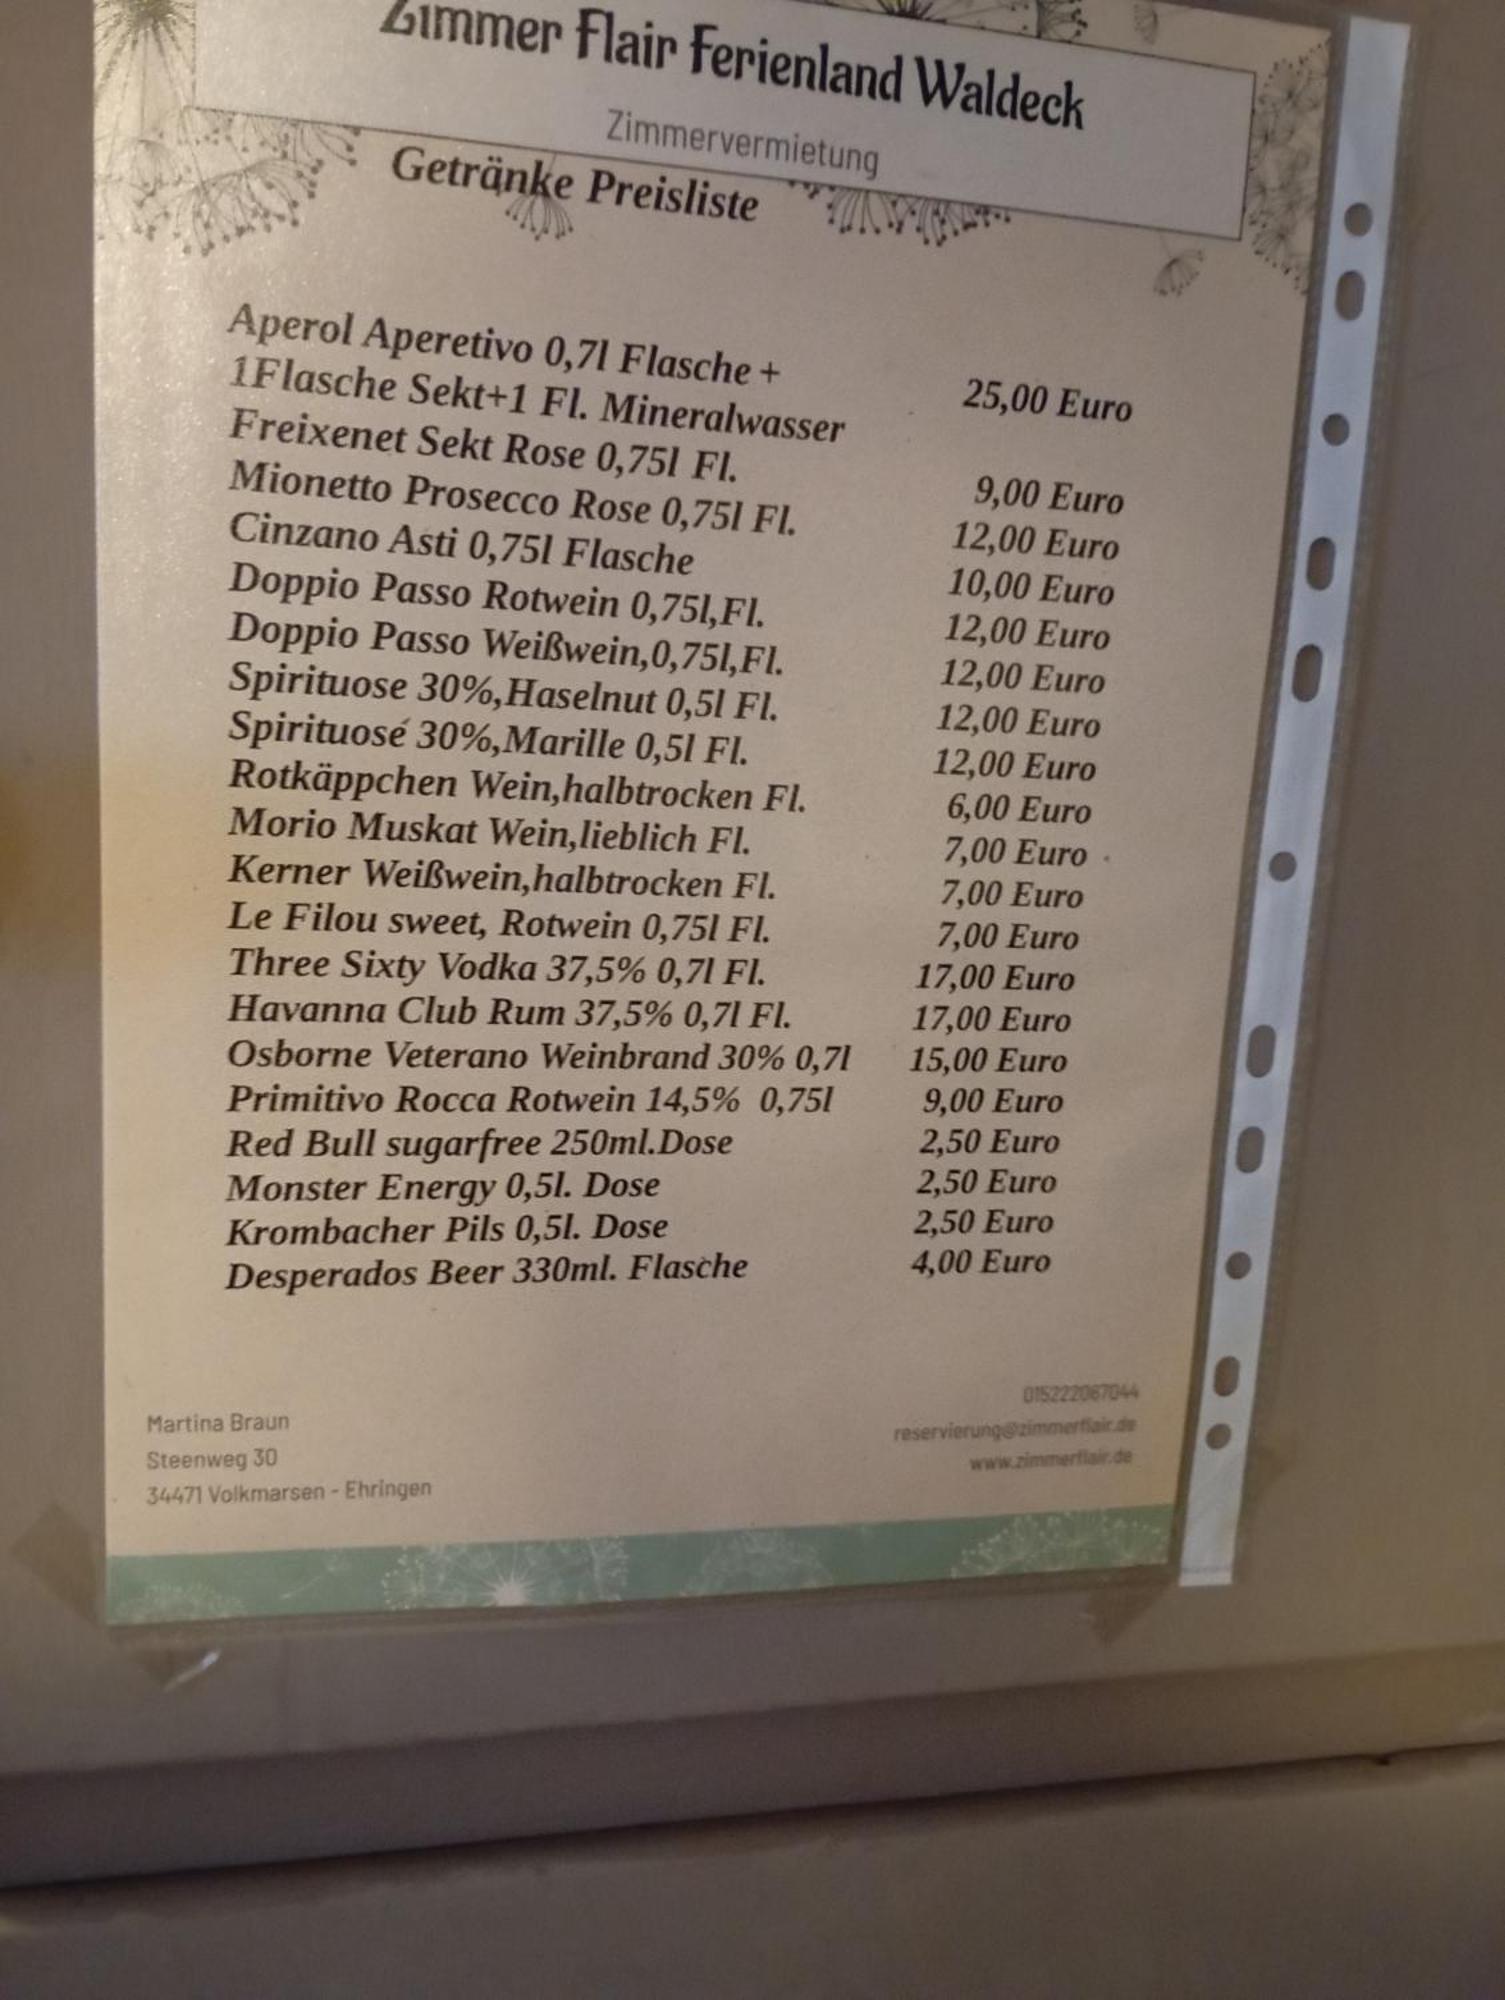 Zimmer Flair Ferienland Waldeck
Zimmervermietung
Getränke Preisliste
Aperol Aperetivo 0,7l Flasche +
1Flasche Sekt+1 Fl. Mineralwasser 25,00 Euro
Freixenet Sekt Rose 0,75l Fl. 9,00 Euro
Mionetto Prosecco Rose 0,75l Fl. 12,00 Euro
Cinzano Asti 0,75l Flasche 10,00 Euro
Doppio Passo Rotwein 0,75l,Fl. 12,00 Euro
Doppio Passo Weißwein,0,75l,Fl. 12,00 Euro
Spirituose 30%,Haselnut 0,5l Fl. 12,00 Euro
Spirituosé 30%,Marille 0,5l Fl. 12,00 Euro
Rotkäppchen Wein,halbtrocken Fl. 6,00 Euro
Morio Muskat Wein,lieblich Fl. 7,00 Euro
Kerner Weißwein,halbtrocken Fl. 7,00 Euro
Le Filou sweet, Rotwein 0,75l Fl. 7,00 Euro
Three Sixty Vodka 37,5% 0,7l Fl. 17,00 Euro
Havanna Club Rum 37,5% 0,7l Fl. 17,00 Euro
Osborne Veterano Weinbrand 30% 0,7l 15,00 Euro
Primitivo Rocca Rotwein 14,5% 0,75l 9,00 Euro
Red Bull sugarfree 250ml.Dose 2,50 Euro
Monster Energy 0,5l. Dose 2,50 Euro
Krombacher Pils 0,5l. Dose 2,50 Euro
Desperados Beer 330ml. Flasche 4,00 Euro
Martina Braun
Steenweg 30
34471 Volkmarsen - Ehringen
015222067044
reservierung@zimmerflair.de
www.zimmerflair.de